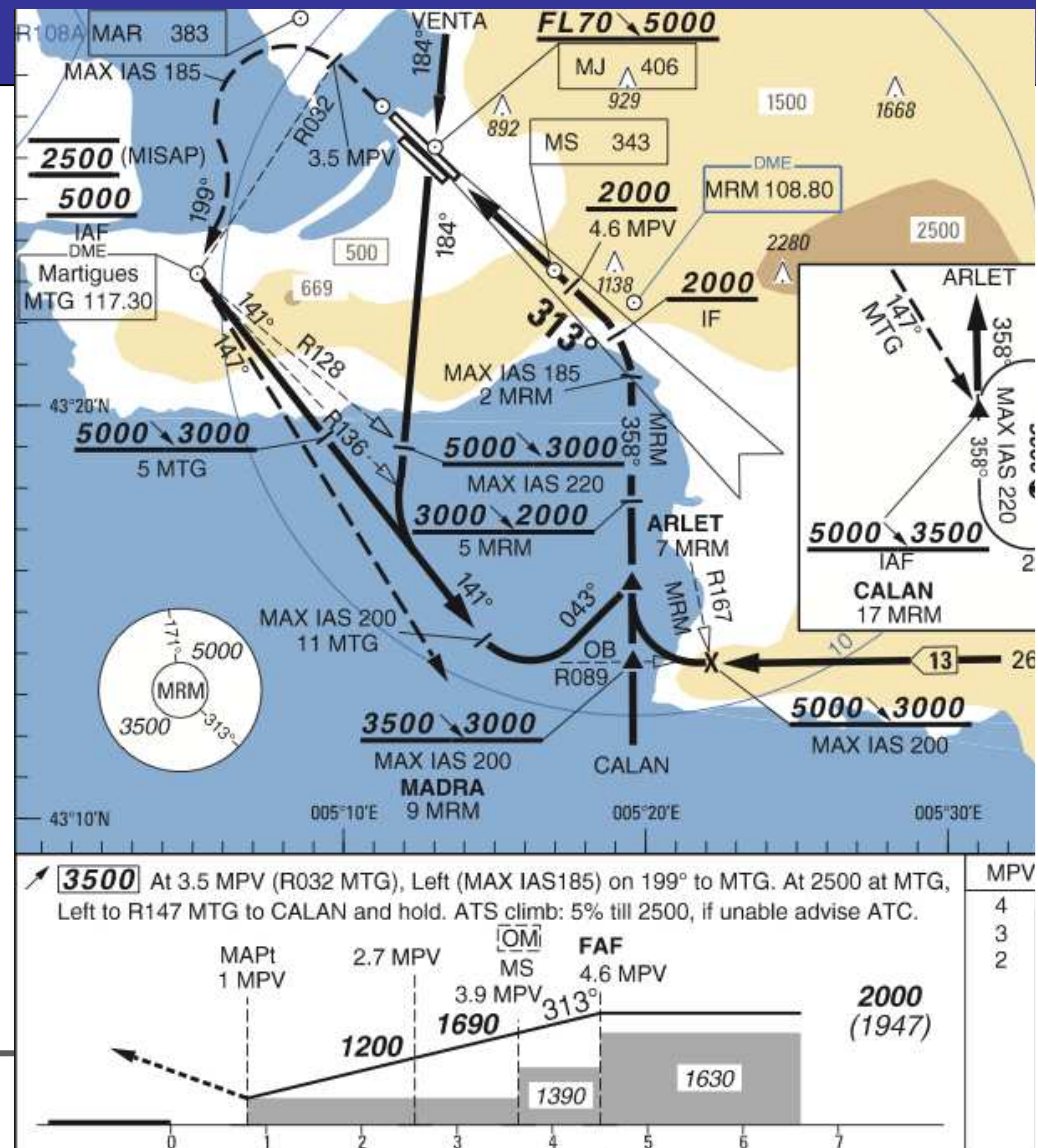 R108A
MAR 383
VENTA
FL70 5000
MAX IAS 185
184°
MJ 406
929
892
1500
1668
R032
3.5 MPV
MS 343
2500 (MISAP)
5000
IAF
DME
Martigues
MTG 117.30
199°
184°
2000
4.6 MPV
DME
MRM 108.80
2280
2500
500
669
1138
2000
IF
313°
141°
147°
R128
R136
MAX IAS 185
2 MRM
MRM
358°
43°20'N
5000 3000
5 MTG
5000 3000
MAX IAS 220
3000 2000
5 MRM
ARLET
7 MRM
R167
MRM
141°
MAX IAS 200
11 MTG
043°
OB
R089
10
13
26
171°
5000
MRM
3500
313°
3500 3000
MAX IAS 200
MADRA
9 MRM
CALAN
5000 3000
MAX IAS 200
ARLET
147°
MTG
358°
358°
MAX IAS 220
5000 3500
IAF
CALAN
17 MRM
43°10'N
005°10'E
005°20'E
005°30'E
3500 At 3.5 MPV (R032 MTG), Left (MAX IAS185) on 199° to MTG. At 2500 at MTG,
Left to R147 MTG to CALAN and hold. ATS climb: 5% till 2500, if unable advise ATC.
MPV
4
3
2
MAPt
1 MPV
2.7 MPV
OM
MS
3.9 MPV
FAF
4.6 MPV
313°
2000
(1947)
1690
1200
1390
1630
0 1 2 3 4 5 6 7